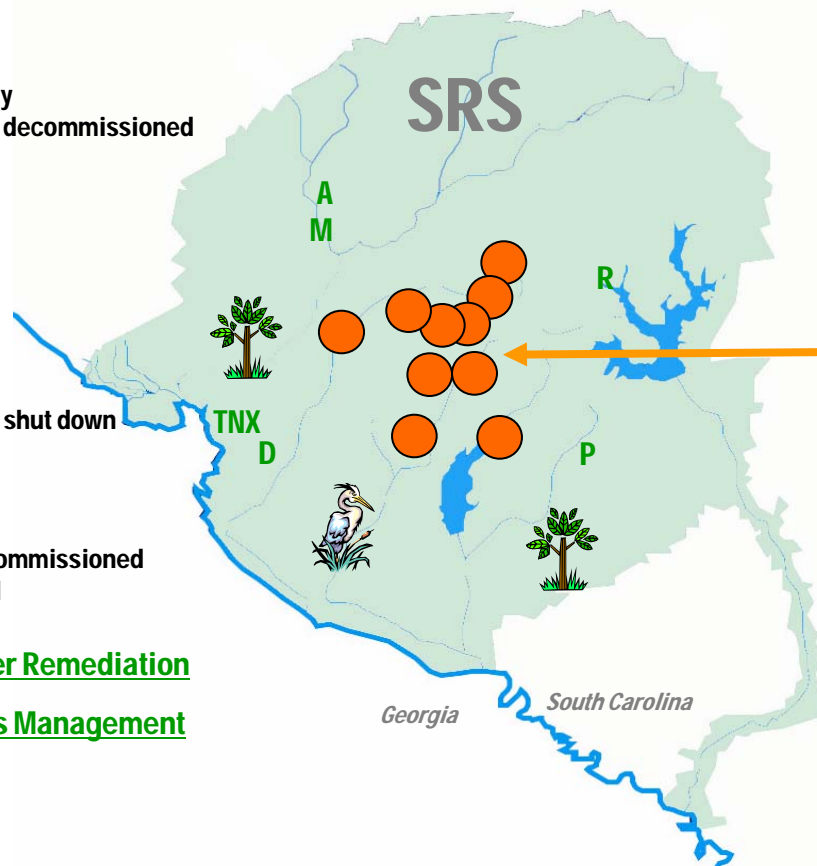 SRS
y
decommissioned
A
M
R
shut down
TNX
D
P
ommissioned
er Remediation
s Management
Georgia
South Carolina